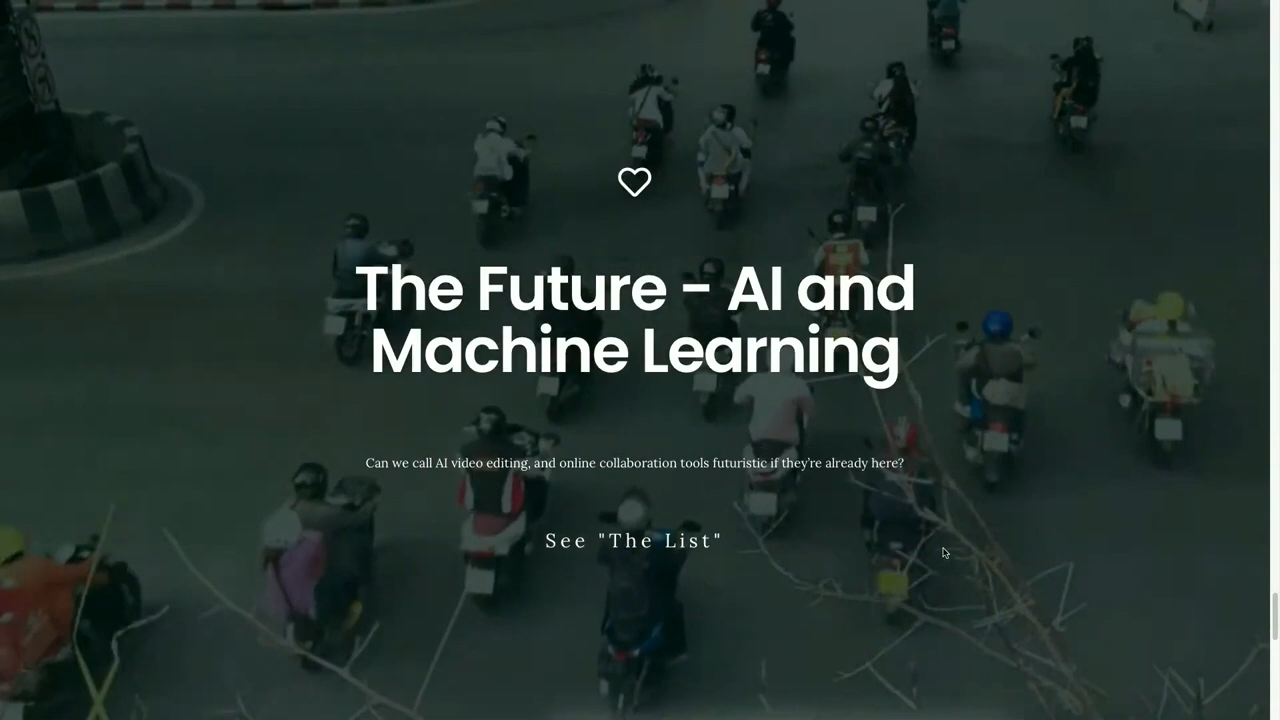 The Future - AI and
Machine Learning
Can we call AI video editing, and online collaboration tools futuristic if they're already here?
See "The List"